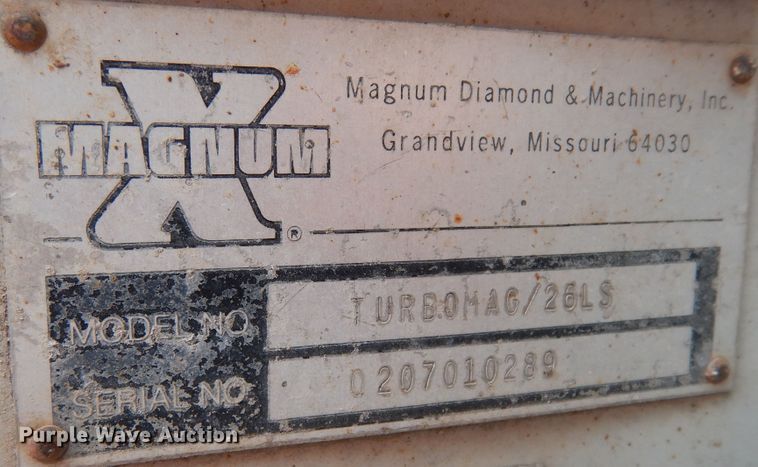 MAGNUM
X
®
Magnum Diamond & Machinery, Inc.
Grandview, Missouri 64030
MODEL NO. TURBOMAG/26LS
SERIAL NO. 0207010289
Purple Wave Auction